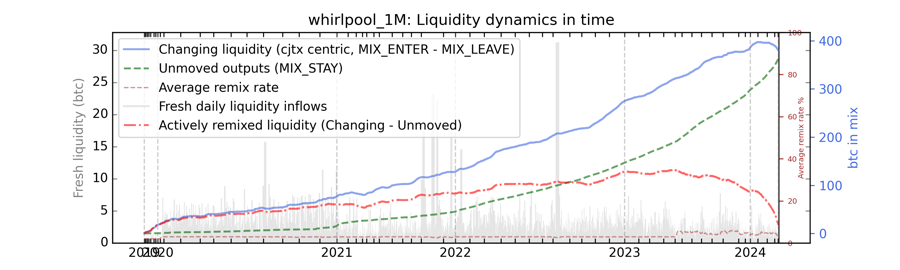 whirlpool_1M: Liquidity dynamics in time
Changing liquidity (cjtx centric, MIX_ENTER - MIX_LEAVE)
Unmoved outputs (MIX_STAY)
Average remix rate
Fresh daily liquidity inflows
Actively remixed liquidity (Changing - Unmoved)
Fresh liquidity (btc)
30
25
20
15
10
5
0
100
80
60
40
20
0
Average remix rate %
400
300
200
100
0
btc in mix
2020 2021 2022 2023 2024